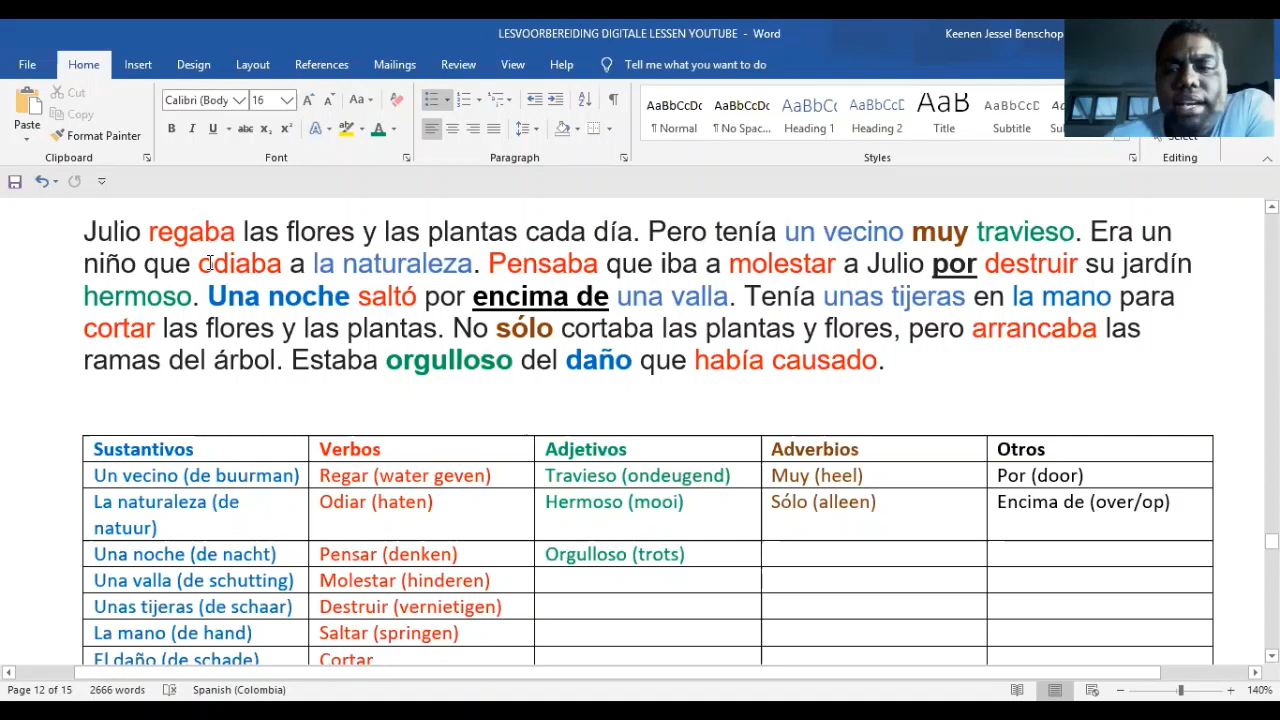 LESVOORBEREIDING DIGITALE LESSEN YOUTUBE - Word
Keenen Jessel Benschop
File Home Insert Design Layout References Mailings Review View Help Tell me what you want to do
Cut
Copy
Format Painter
Paste
Calibri (Body 16
AaBbCcDc AaBbCcDc AaBbCcD AaBbCcD AaB AaBbCcD
¶ Normal ¶ No Spac... Heading 1 Heading 2 Title Subtitle
Clipboard Font Paragraph Styles Editing
Julio regaba las flores y las plantas cada día. Pero tenía un vecino muy travieso. Era un
niño que odiaba a la naturaleza. Pensaba que iba a molestar a Julio por destruir su jardín
hermoso. Una noche saltó por encima de una valla. Tenía unas tijeras en la mano para
cortar las flores y las plantas. No sólo cortaba las plantas y flores, pero arrancaba las
ramas del árbol. Estaba orgulloso del daño que había causado.
Sustantivos Verbos Adjetivos Adverbios Otros
Un vecino (de buurman) Regar (water geven) Travieso (ondeugend) Muy (heel) Por (door)
La naturaleza (de Odiar (haten) Hermoso (mooi) Sólo (alleen) Encima de (over/op)
natuur)
Una noche (de nacht) Pensar (denken) Orgulloso (trots)
Una valla (de schutting) Molestar (hinderen)
Unas tijeras (de schaar) Destruir (vernietigen)
La mano (de hand) Saltar (springen)
El daño (de schade) Cortar
Page 12 of 15 2666 words Spanish (Colombia) 140%